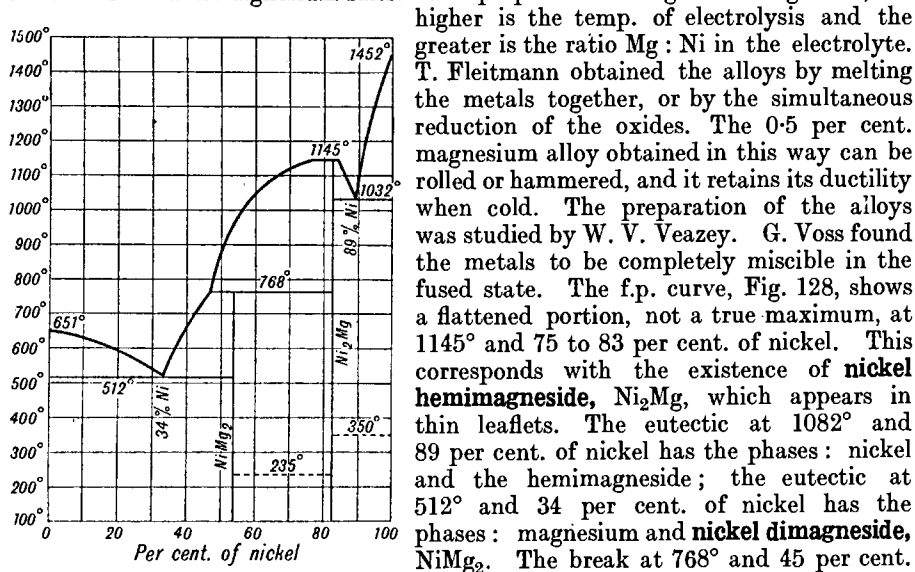 higher is the temp. of electrolysis and the
greater is the ratio Mg : Ni in the electrolyte.
T. Fleitmann obtained the alloys by melting
the metals together, or by the simultaneous
reduction of the oxides. The 0·5 per cent.
magnesium alloy obtained in this way can be
rolled or hammered, and it retains its ductility
when cold. The preparation of the alloys
was studied by W. V. Veazey. G. Voss found
the metals to be completely miscible in the
fused state. The f.p. curve, Fig. 128, shows
a flattened portion, not a true maximum, at
1145° and 75 to 83 per cent. of nickel. This
corresponds with the existence of nickel
hemimagneside, Ni₂Mg, which appears in
thin leaflets. The eutectic at 1082° and
89 per cent. of nickel has the phases : nickel
and the hemimagneside ; the eutectic at
512° and 34 per cent. of nickel has the
phases : magnesium and nickel dimagneside,
NiMg₂. The break at 768° and 45 per cent.
1500°
1400°
1300°
1200°
1100°
1000°
900°
800°
700°
600°
500°
400°
300°
200°
100°
1452°
1145°
1032°
89 % Ni
768°
651°
Ni₂Mg
512°
34 % Ni
NiMg₂
350°
235°
0 20 40 60 80 100
Per cent. of nickel